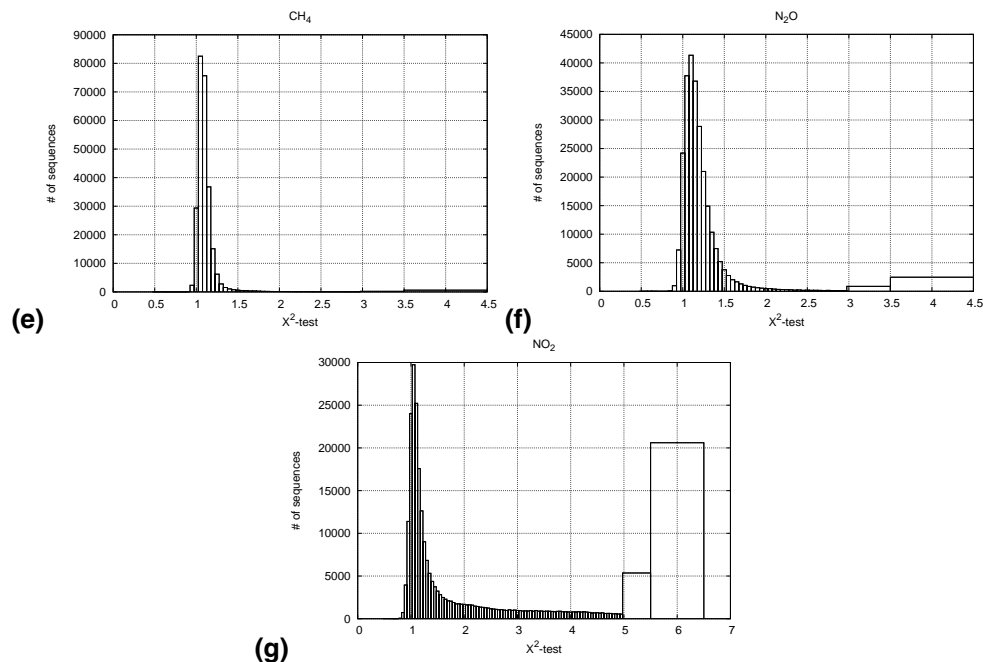 CH₄
90000
80000
70000
60000
50000
40000
30000
20000
10000
0
# of sequences
0 0.5 1 1.5 2 2.5 3 3.5 4 4.5
X²-test
(e)
N₂O
45000
40000
35000
30000
25000
20000
15000
10000
5000
0
# of sequences
0 0.5 1 1.5 2 2.5 3 3.5 4 4.5
X²-test
(f)
NO₂
30000
25000
20000
15000
10000
5000
0
# of sequences
0 1 2 3 4 5 6 7
X²-test
(g)